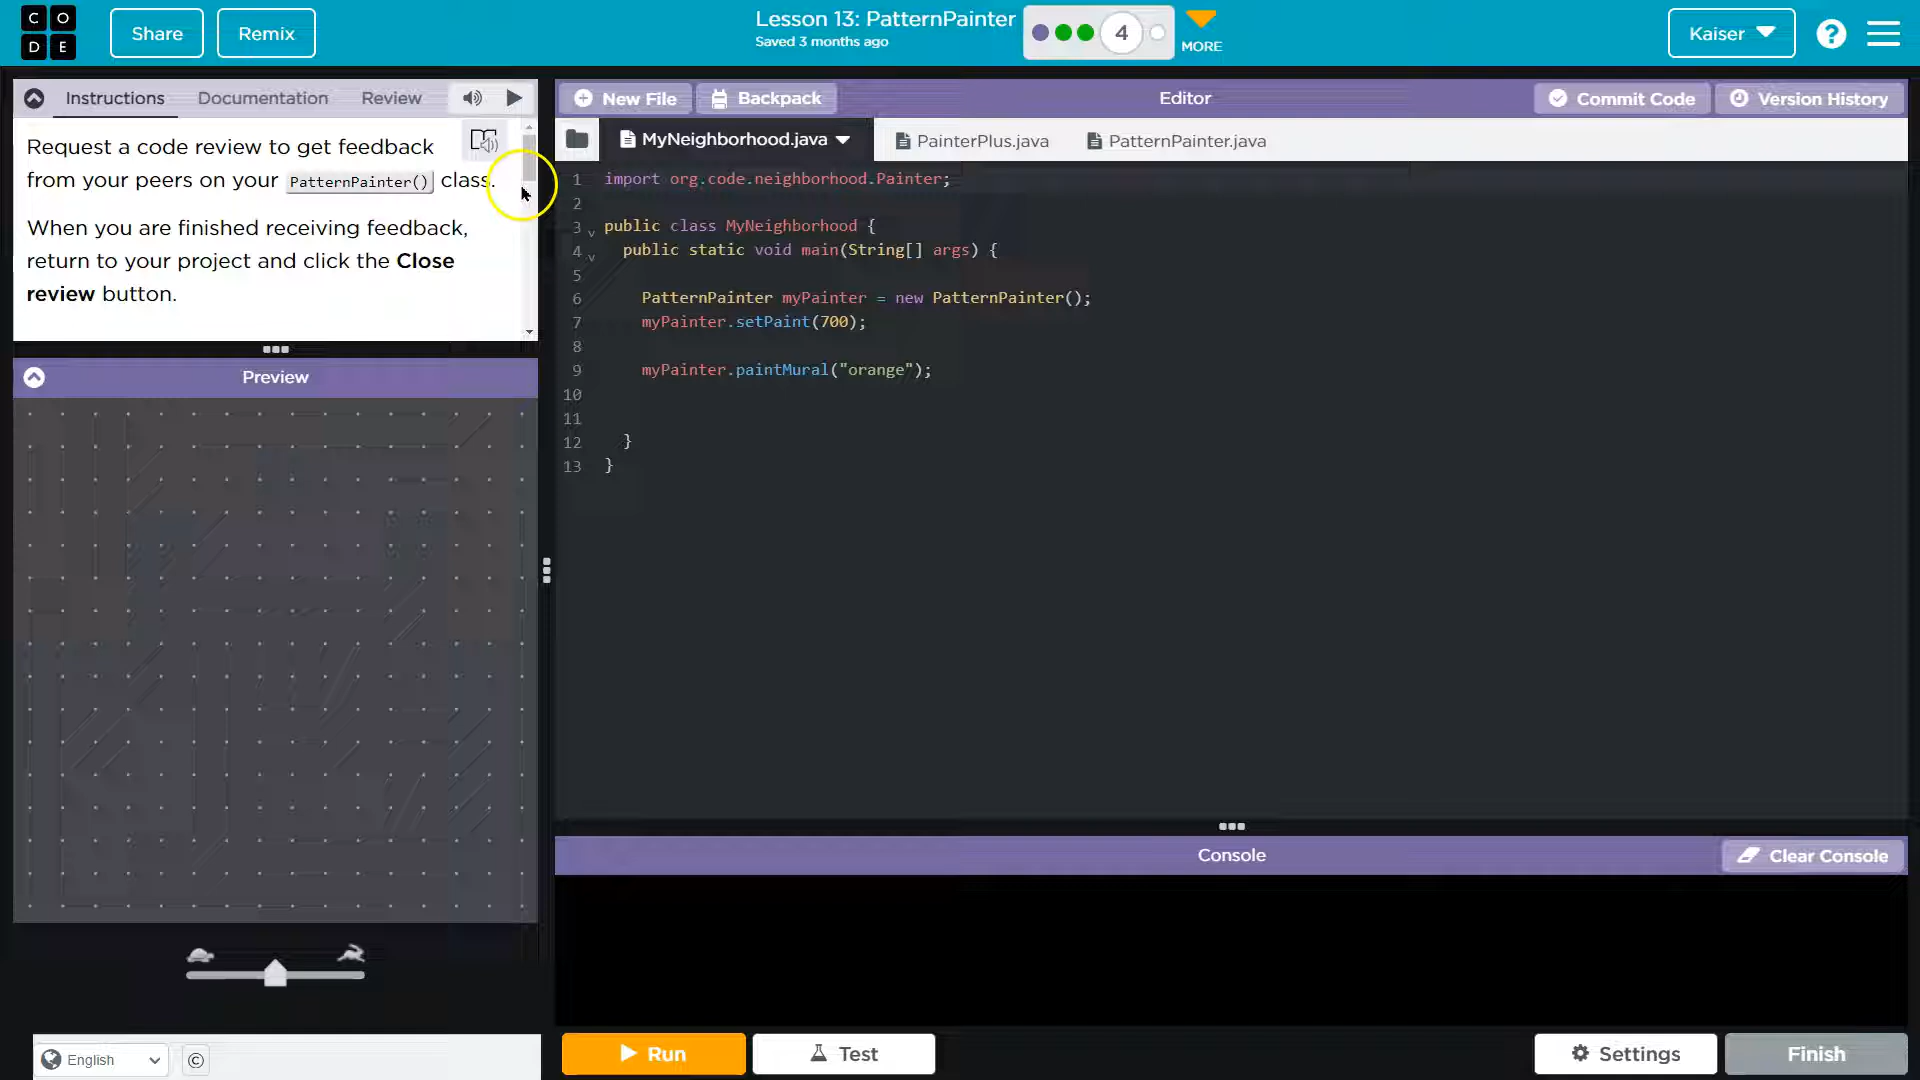 CODE
Share
Remix
Lesson 13: PatternPainter
Saved 3 months ago
4
MORE
Kaiser
?
Instructions
Documentation
Review
Request a code review to get feedback
from your peers on your PatternPainter() class.
When you are finished receiving feedback,
return to your project and click the Close
review button.
Preview
English
©
New File
Backpack
Editor
Commit Code
Version History
MyNeighborhood.java
PainterPlus.java
PatternPainter.java
1 import org.code.neighborhood.Painter;
2
3 public class MyNeighborhood {
4 public static void main(String[] args) {
5
6 PatternPainter myPainter = new PatternPainter();
7 myPainter.setPaint(700);
8
9 myPainter.paintMural("orange");
10
11
12 }
13 }
Console
Clear Console
Run
Test
Settings
Finish